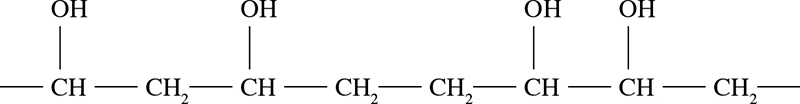 OH OH OH OH
— CH — CH₂ — CH — CH₂ — CH₂ — CH — CH — CH₂ —